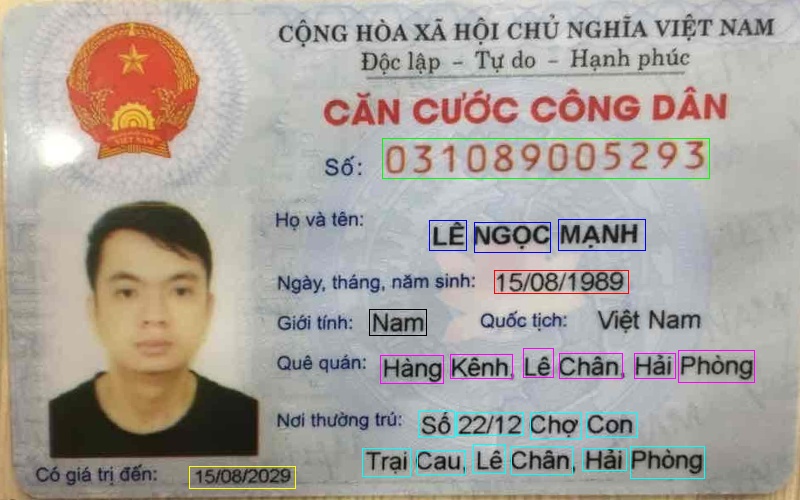 CỘNG HÒA XÃ HỘI CHỦ NGHĨA VIỆT NAM
Độc lập - Tự do - Hạnh phúc
CĂN CƯỚC CÔNG DÂN
Số: 031089005293
Họ và tên:
LÊ NGỌC MẠNH
Ngày, tháng, năm sinh: 15/08/1989
Giới tính: Nam Quốc tịch: Việt Nam
Quê quán: Hàng Kênh, Lê Chân, Hải Phòng
Nơi thường trú: Số 22/12 Chợ Con
Trại Cau, Lê Chân, Hải Phòng
Có giá trị đến: 15/08/2029